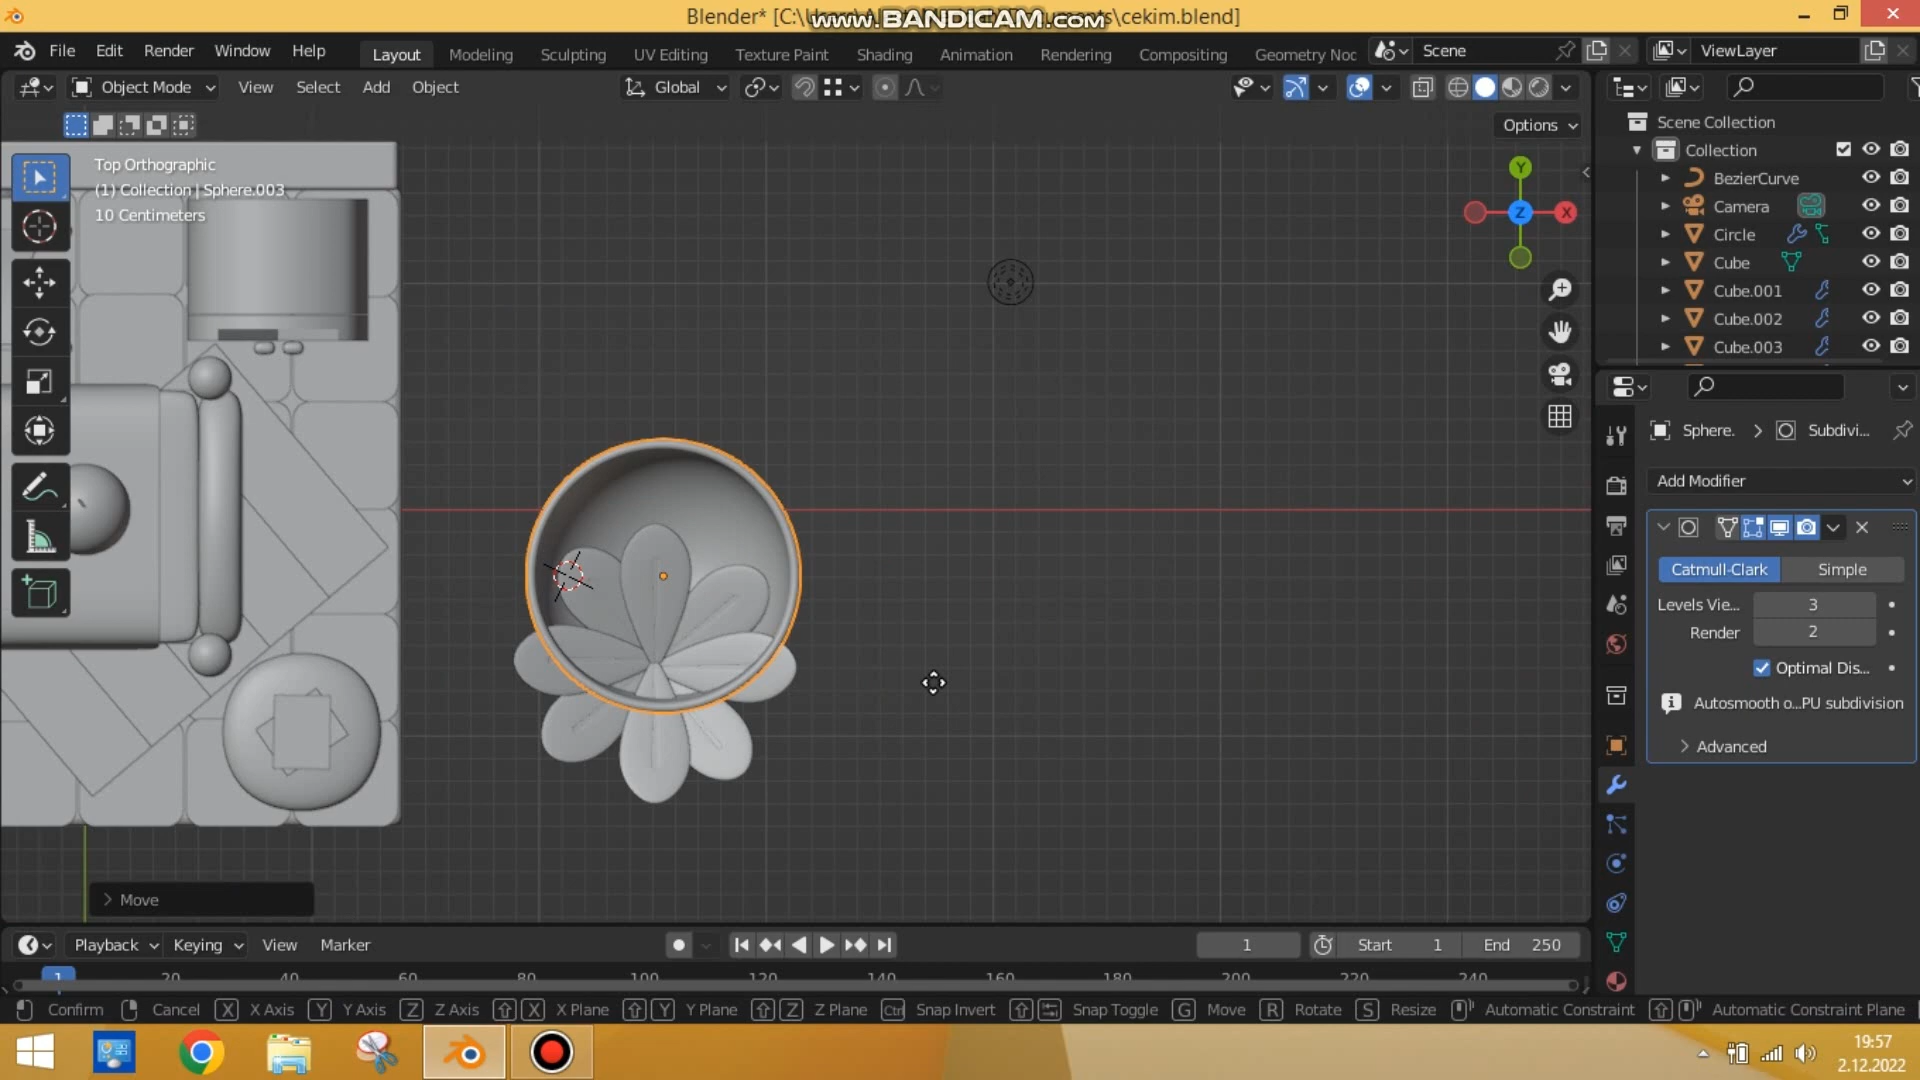 Blender* [C:\Users\
www.BANDICAM.com
\cekim.blend]
File Edit Render Window Help
Layout Modeling Sculpting UV Editing Texture Paint Shading Animation Rendering Compositing Geometry Noc
Scene
ViewLayer
Object Mode View Select Add Object
Global
Options
Top Orthographic
(1) Collection | Sphere.003
10 Centimeters
Y
X
Z
Scene Collection
Collection
BezierCurve
Camera
Circle
Cube
Cube.001
Cube.002
Cube.003
Sphere. > Subdivi...
Add Modifier
Catmull-Clark Simple
Levels Vie... 3
Render 2
Optimal Dis...
Autosmooth o...PU subdivision
Advanced
Move
Playback Keying View Marker
1 Start 1 End 250
1 20 40 60 80 100 120 140 160 180 200 220 240
Confirm Cancel X X Axis Y Y Axis Z Z Axis X X Plane Y Y Plane Z Z Plane Ctrl Snap Invert Snap Toggle G Move R Rotate S Resize Automatic Constraint Automatic Constraint Plane
19:57
2.12.2022